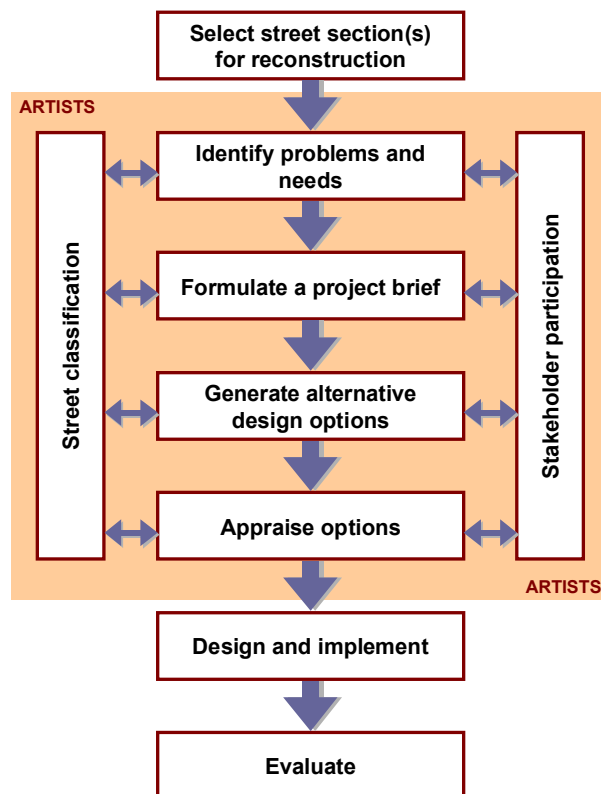 Select street section(s)
for reconstruction
ARTISTS
Identify problems and
needs
Street classification
Stakeholder participation
Formulate a project brief
Generate alternative
design options
Appraise options
ARTISTS
Design and implement
Evaluate